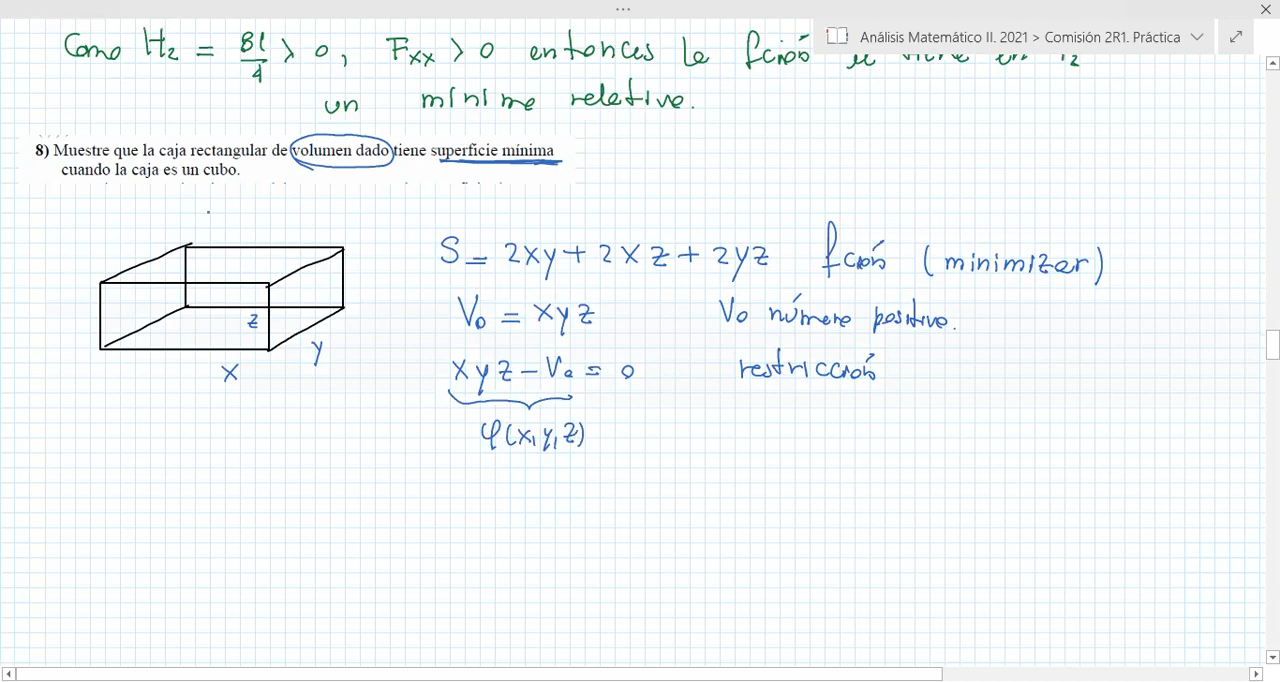 Como H₂ = 81/4 > 0, Fxx > 0 entonces la fción
un mínimo relativo.
Análisis Matemático II. 2021 > Comisión 2R1. Práctica
8) Muestre que la caja rectangular de volumen dado tiene superficie mínima
cuando la caja es un cubo.
S = 2xy + 2xz + 2yz fción (minimizar)
V₀ = xyz V₀ número positivo.
xyz - V₀ = 0 restricción
φ(x,y,z)
z
y
x